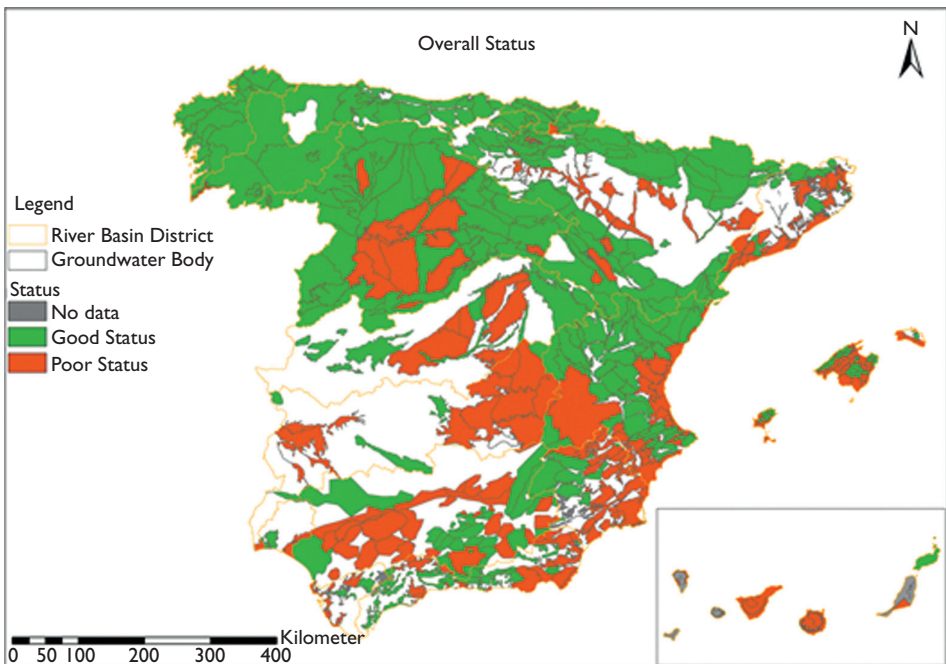 Overall Status
N
Legend
River Basin District
Groundwater Body
Status
No data
Good Status
Poor Status
Kilometer
0 50 100 200 300 400